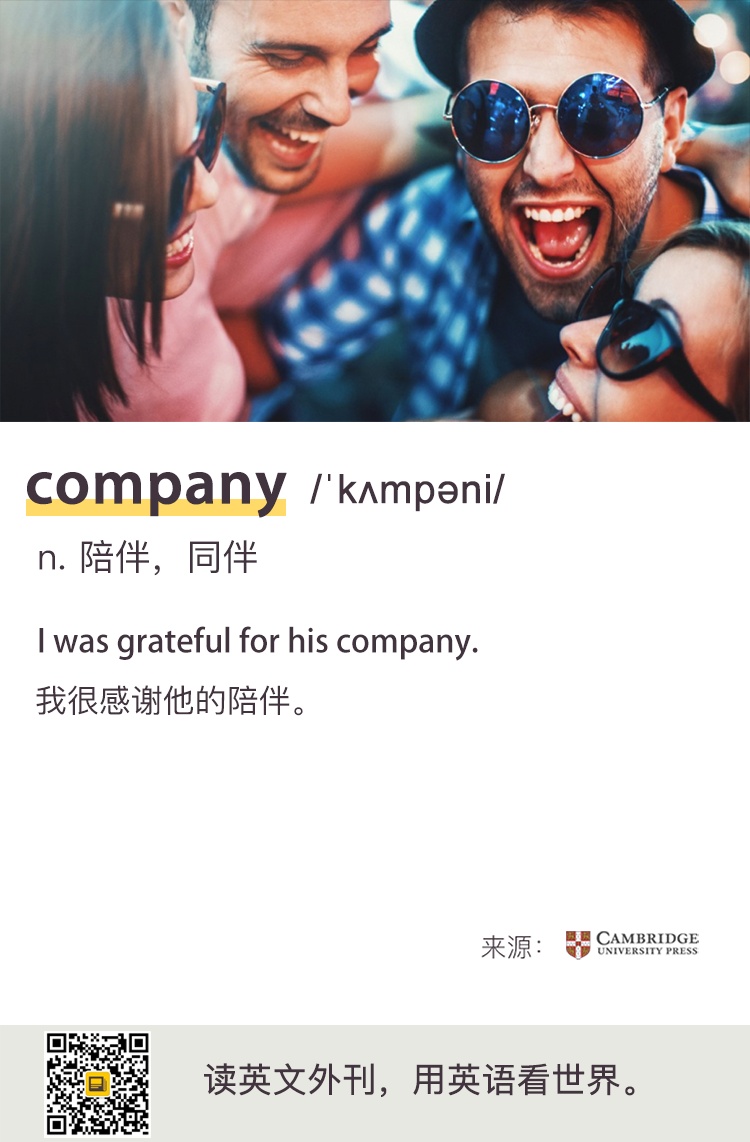 company /ˈkʌmpəni/
n. 陪伴，同伴
I was grateful for his company.
我很感谢他的陪伴。
来源： CAMBRIDGE
UNIVERSITY PRESS
读英文外刊，用英语看世界。